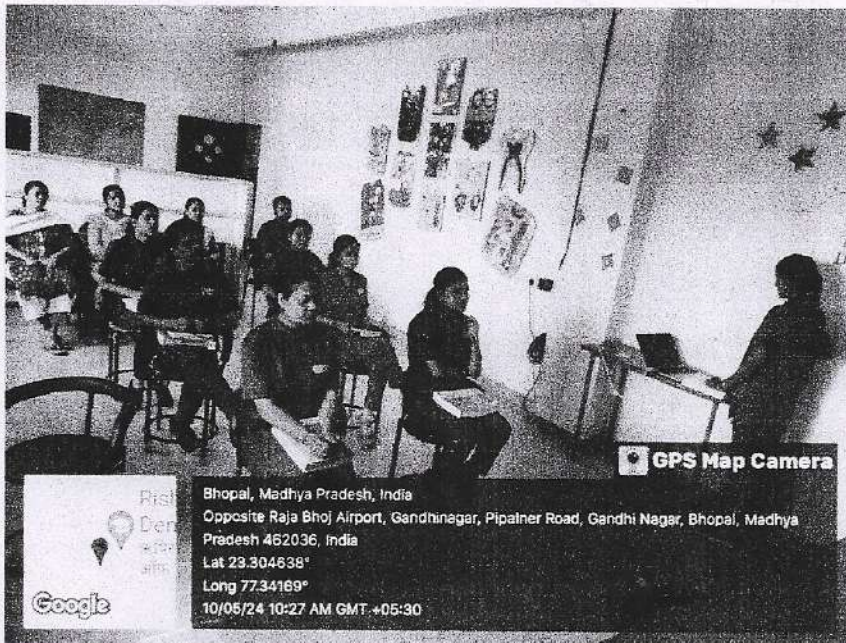 GPS Map Camera
Bhopal, Madhya Pradesh, India
Opposite Raja Bhoj Airport, Gandhinagar, Pipalner Road, Gandhi Nagar, Bhopal, Madhya
Pradesh 462036, India
Lat 23.304638°
Long 77.34169°
10/05/24 10:27 AM GMT +05:30
Google